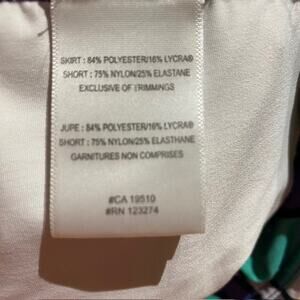 SKIRT : 84% POLYESTER/16% LYCRA®
SHORT : 75% NYLON/25% ELASTANE
EXCLUSIVE OF TRIMMINGS
JUPE : 84% POLYESTER/16% LYCRA®
SHORT : 75% NYLON/25% ELASTHANE
GARNITURES NON COMPRISES
#CA 19510
#RN 123274